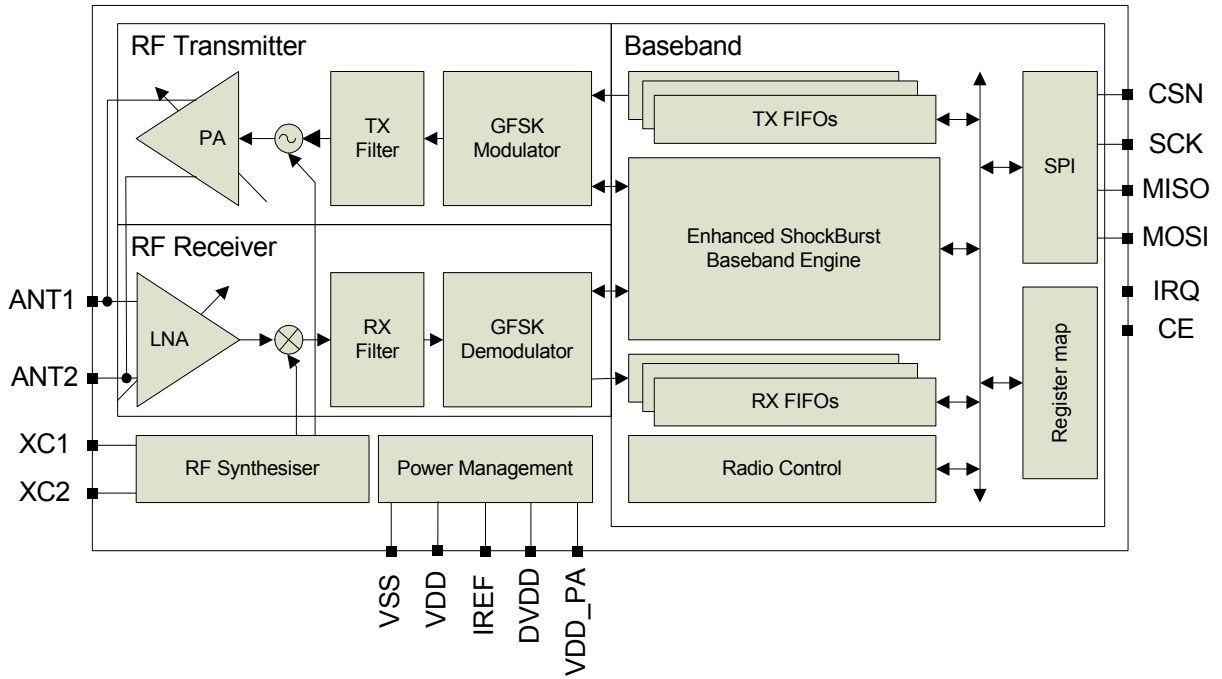 RF Transmitter
Baseband
PA
TX
Filter
GFSK
Modulator
TX FIFOs
SPI
CSN
SCK
MISO
MOSI
Enhanced ShockBurst
Baseband Engine
RF Receiver
ANT1
ANT2
LNA
RX
Filter
GFSK
Demodulator
RX FIFOs
Register map
IRQ
CE
XC1
XC2
RF Synthesiser
Power Management
Radio Control
VSS
VDD
IREF
DVDD
VDD_PA